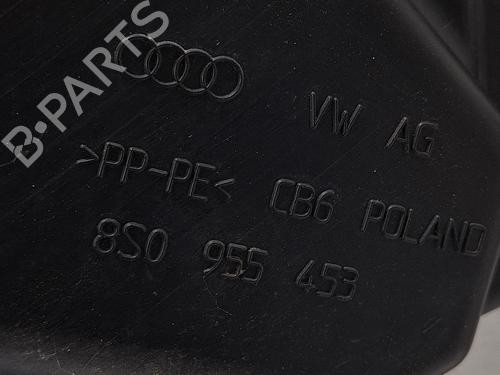 B-PARTS
VW AG
>PP-PE< CB6 POLAND
8S0 955 453